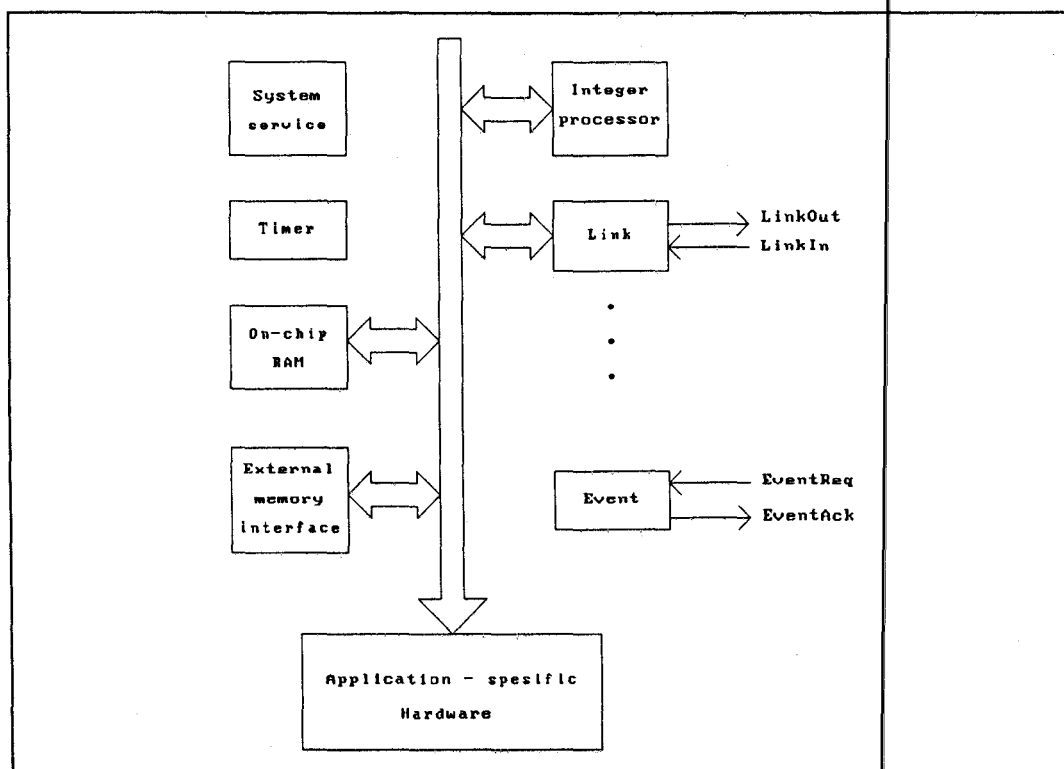 System
service
Integer
processor
Timer
Link
LinkOut
LinkIn
On-chip
RAM
External
memory
interface
Event
EventReq
EventAck
Application - spesific
Hardware